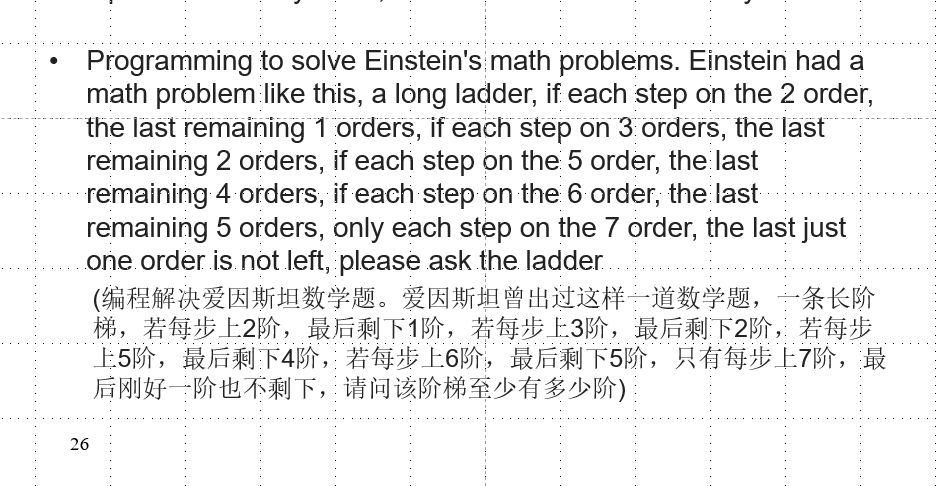 • Programming to solve Einstein's math problems. Einstein had a
math problem like this, a long ladder, if each step on the 2 order,
the last remaining 1 orders, if each step on 3 orders, the last
remaining 2 orders, if each step on the 5 order, the last
remaining 4 orders, if each step on the 6 order, the last
remaining 5 orders, only each step on the 7 order, the last just
one order is not left, please ask the ladder
(编程解决爱因斯坦数学题。爱因斯坦曾出过这样一道数学题，一条长阶
梯，若每步上2阶，最后剩下1阶，若每步上3阶，最后剩下2阶，若每步
上5阶，最后剩下4阶，若每步上6阶，最后剩下5阶，只有每步上7阶，最
后刚好一阶也不剩下，请问该阶梯至少有多少阶)
26